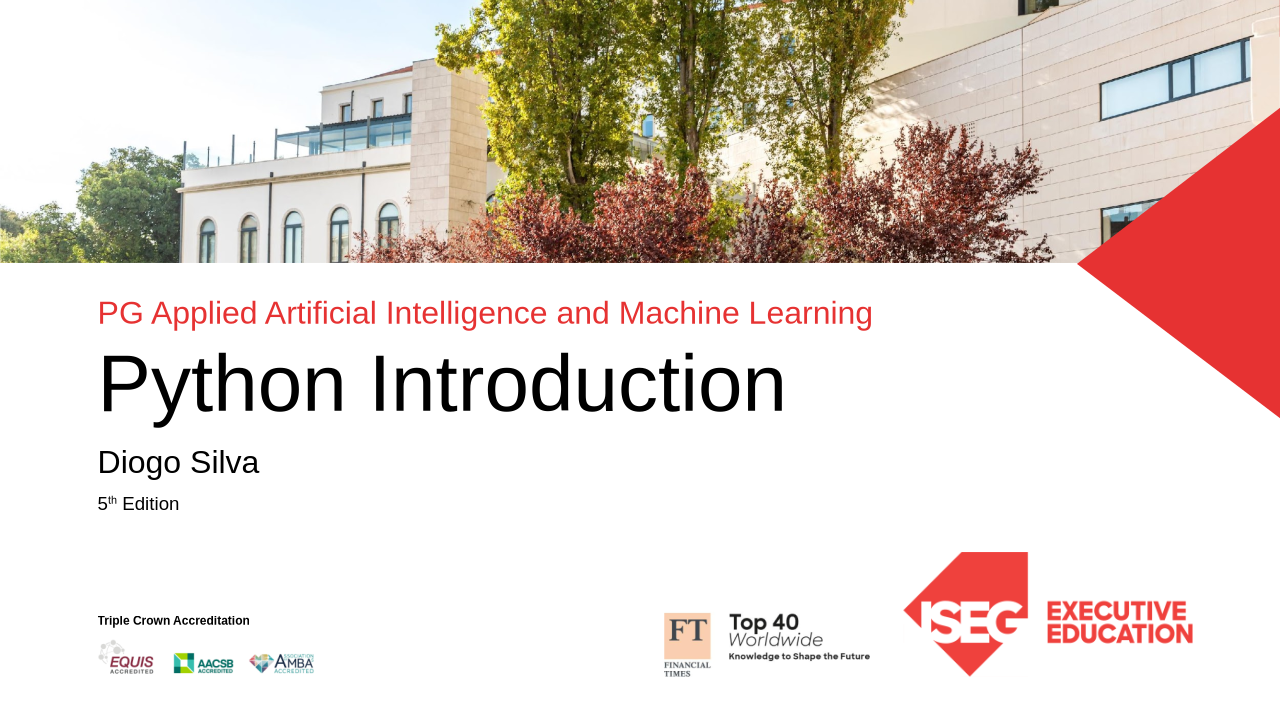 PG Applied Artificial Intelligence and Machine Learning
Python Introduction
Diogo Silva
5th Edition
Triple Crown Accreditation
EQUIS
ACCREDITED
AACSB
ACCREDITED
ASSOCIATION
AMBA
ACCREDITED
FT
FINANCIAL
TIMES
Top 40
Worldwide
Knowledge to Shape the Future
ISEG
EXECUTIVE
EDUCATION